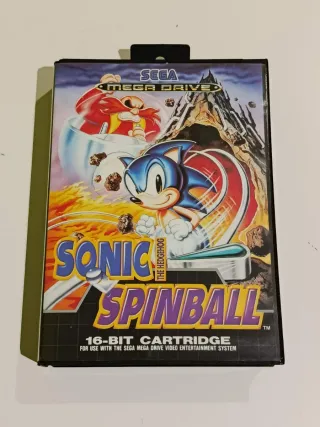 SEGA
MEGA DRIVE
SONIC
THE HEDGEHOG
SPINBALL
TM
16-BIT CARTRIDGE
FOR USE WITH THE SEGA MEGA DRIVE VIDEO ENTERTAINMENT SYSTEM